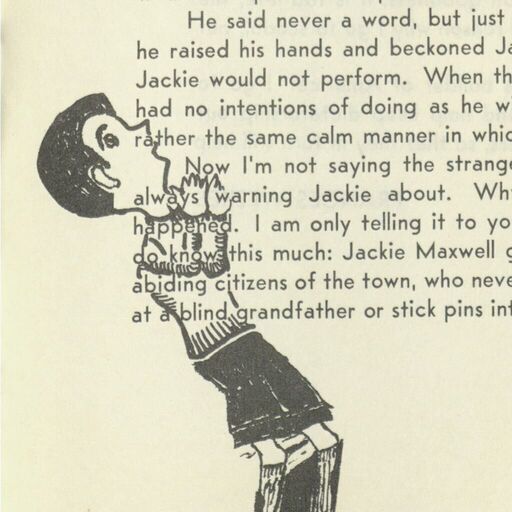 He said never a word, but just
he raised his hands and beckoned Ja
Jackie would not perform. When th
had no intentions of doing as he w
rather the same calm manner in whic
Now I'm not saying the strange
always warning Jackie about. Wh
happened. I am only telling it to yo
do know this much: Jackie Maxwell g
abiding citizens of the town, who neve
at a blind grandfather or stick pins int